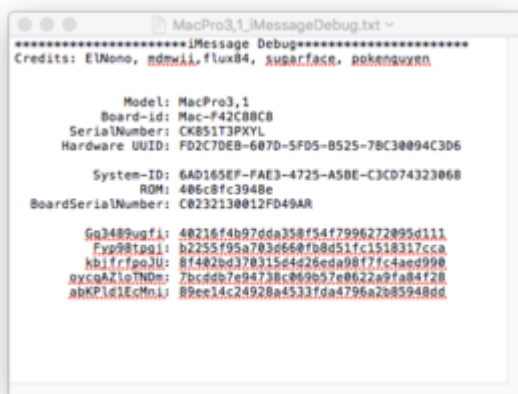 MacPro3,1_iMessageDebug.txt
***********************iMessage Debug***********************
Credits: ElNono, mdmwii,flux84, sugarface, pokenguyen
Model: MacPro3,1
Board-id: Mac-F42C88C8
SerialNumber: CK851T3PXYL
Hardware UUID: FD2C7DEB-607D-5FD5-B525-7BC30094C3D6
System-ID: 6AD165EF-FAE3-4725-A5BE-C3CD74323068
ROM: 406c8fc3948e
BoardSerialNumber: C0232130012FD49AR
Gq3489ugfi: 40216f4b97dda358f54f7996272095d111
Fyp98tpgj: b2255f95a703d660fb8d51fc1518317cca
kbjfrfpoJU: 8f402bd370315d4d26eda98f7fc4aed990
oycqAZloTNDm: 7bcddb7e94738c069b57e0622a9fa84f28
abKPld1EcMni: 89ee14c24928a4533fda4796a2b85948dd